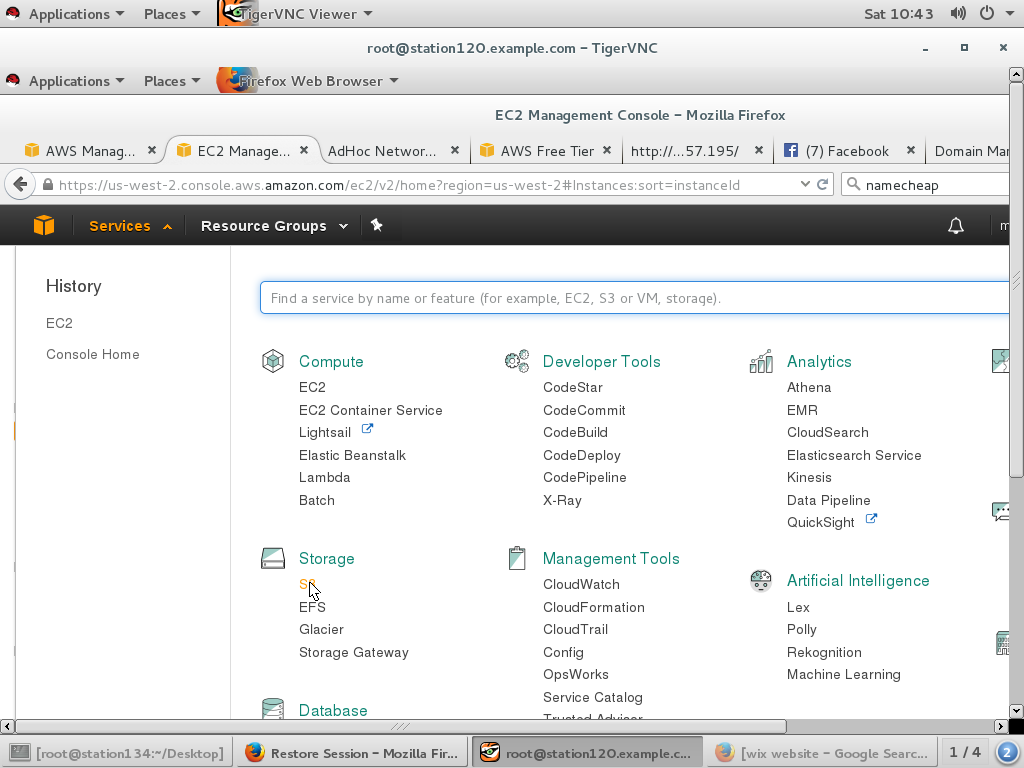 Applications Places TigerVNC Viewer Sat 10:43
root@station120.example.com - TigerVNC
Applications Places Firefox Web Browser
EC2 Management Console - Mozilla Firefox
AWS Manag... EC2 Manage... AdHoc Networ... AWS Free Tier http://...57.195/ (7) Facebook Domain Mar
https://us-west-2.console.aws.amazon.com/ec2/v2/home?region=us-west-2#Instances:sort=instanceId namecheap
Services Resource Groups m
History
EC2
Console Home
Find a service by name or feature (for example, EC2, S3 or VM, storage).
Compute
EC2
EC2 Container Service
Lightsail
Elastic Beanstalk
Lambda
Batch
Storage
S3
EFS
Glacier
Storage Gateway
Database
Developer Tools
CodeStar
CodeCommit
CodeBuild
CodeDeploy
CodePipeline
X-Ray
Management Tools
CloudWatch
CloudFormation
CloudTrail
Config
OpsWorks
Service Catalog
Trusted Advisor
Analytics
Athena
EMR
CloudSearch
Elasticsearch Service
Kinesis
Data Pipeline
QuickSight
Artificial Intelligence
Lex
Polly
Rekognition
Machine Learning
[root@station134:~/Desktop] Restore Session - Mozilla Fir... root@station120.example.c... [wix website - Google Searc... 1 / 4 2